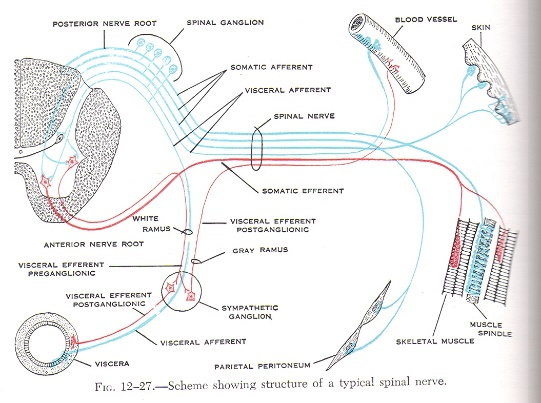 POSTERIOR NERVE ROOT
SPINAL GANGLION
BLOOD VESSEL
SKIN
SOMATIC AFFERENT
VISCERAL AFFERENT
SPINAL NERVE
SOMATIC EFFERENT
WHITE
RAMUS
VISCERAL EFFERENT
POSTGANGLIONIC
ANTERIOR NERVE ROOT
GRAY RAMUS
VISCERAL EFFERENT
PREGANGLIONIC
VISCERAL EFFERENT
POSTGANGLIONIC
SYMPATHETIC
GANGLION
VISCERAL AFFERENT
VISCERA
PARIETAL PERITONEUM
SKELETAL MUSCLE
MUSCLE
SPINDLE
FIG. 12-27.—Scheme showing structure of a typical spinal nerve.